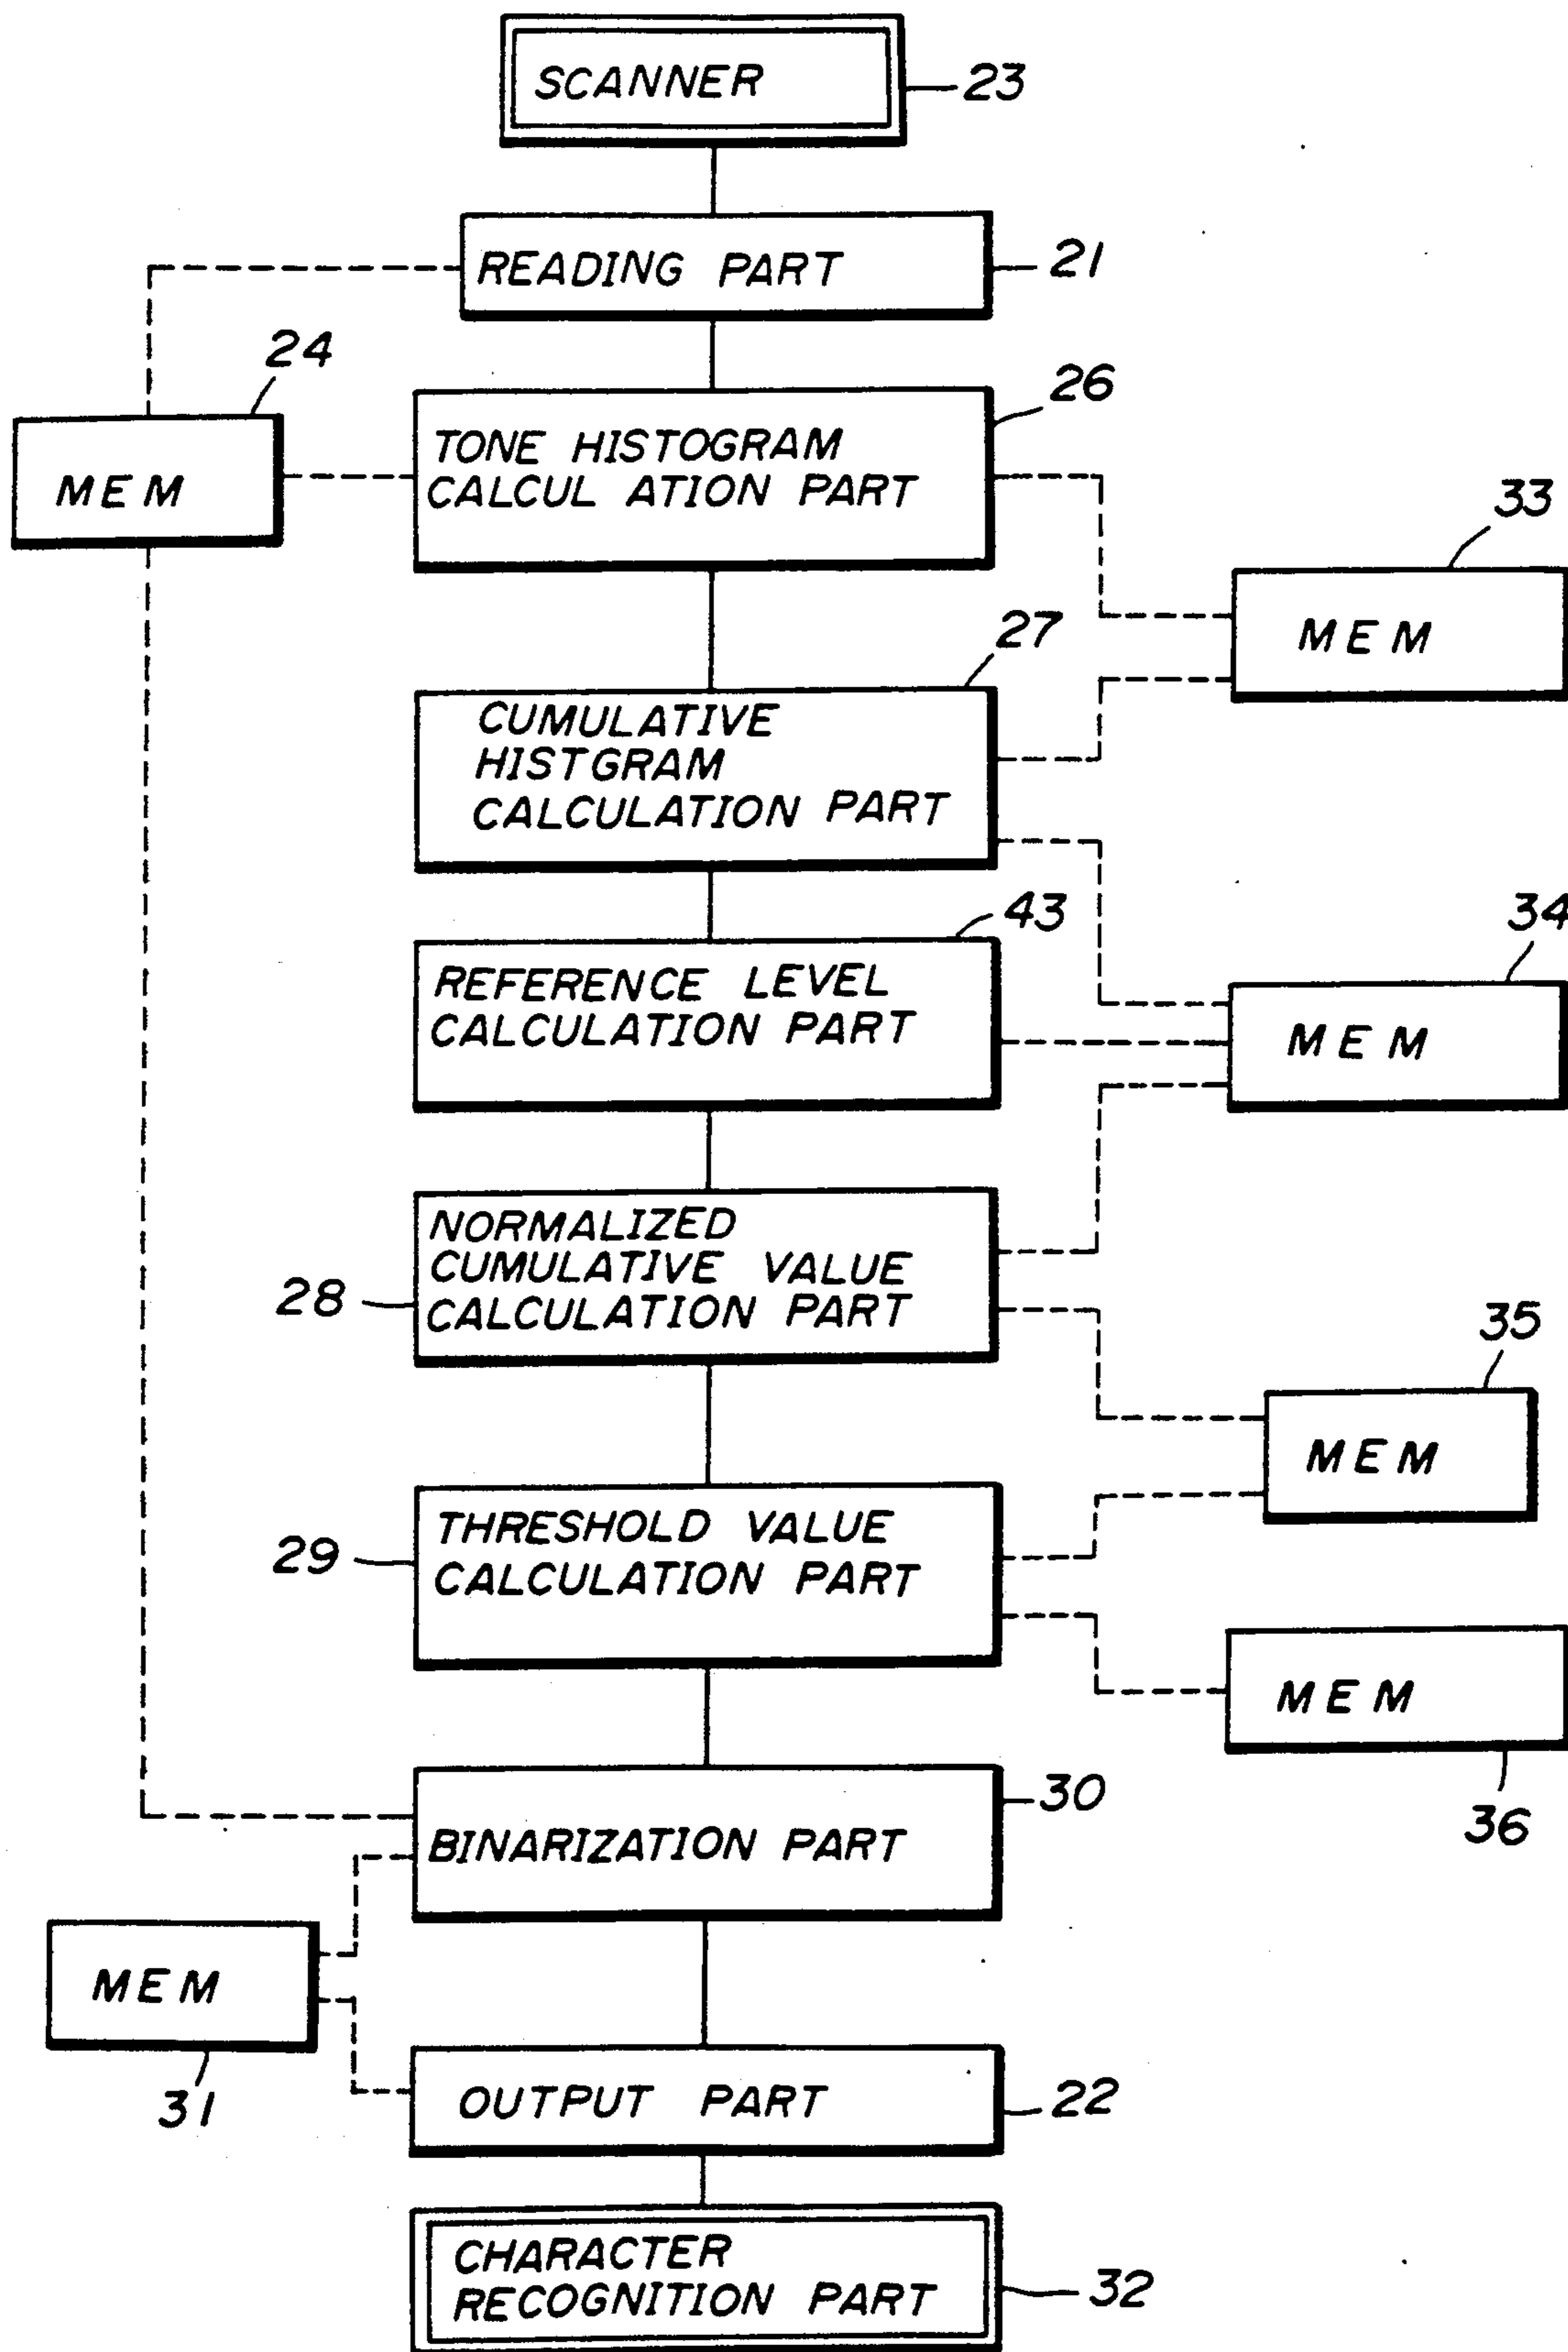 SCANNER
23
READING PART
21
24
26
MEM
TONE HISTOGRAM
CALCUL ATION PART
33
MEM
27
CUMULATIVE
HISTGRAM
CALCULATION PART
43
34
REFERENCE LEVEL
CALCULATION PART
MEM
NORMALIZED
CUMULATIVE VALUE
CALCULATION PART
28
35
MEM
THRESHOLD VALUE
CALCULATION PART
29
MEM
36
30
BINARIZATION PART
MEM
31
OUTPUT PART
22
CHARACTER
RECOGNITION PART
32